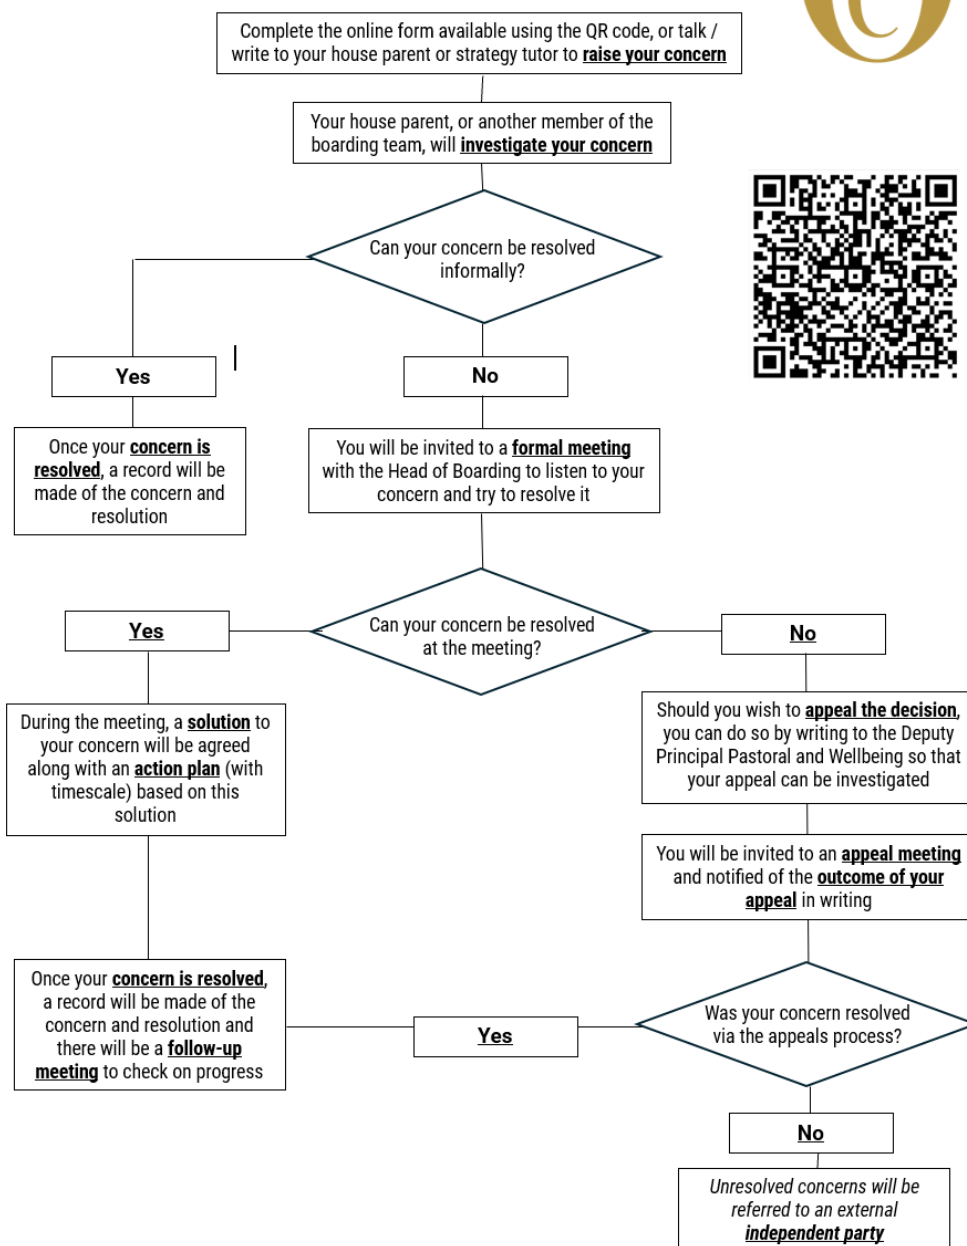 Complete the online form available using the QR code, or talk /
write to your house parent or strategy tutor to raise your concern
Your house parent, or another member of the
boarding team, will investigate your concern
Can your concern be resolved
informally?
Yes
No
Once your concern is
resolved, a record will be
made of the concern and
resolution
You will be invited to a formal meeting
with the Head of Boarding to listen to your
concern and try to resolve it
Can your concern be resolved
at the meeting?
Yes
No
During the meeting, a solution to
your concern will be agreed
along with an action plan (with
timescale) based on this
solution
Should you wish to appeal the decision,
you can do so by writing to the Deputy
Principal Pastoral and Wellbeing so that
your appeal can be investigated
You will be invited to an appeal meeting
and notified of the outcome of your
appeal in writing
Once your concern is resolved,
a record will be made of the
concern and resolution and
there will be a follow-up
meeting to check on progress
Yes
Was your concern resolved
via the appeals process?
No
Unresolved concerns will be
referred to an external
independent party